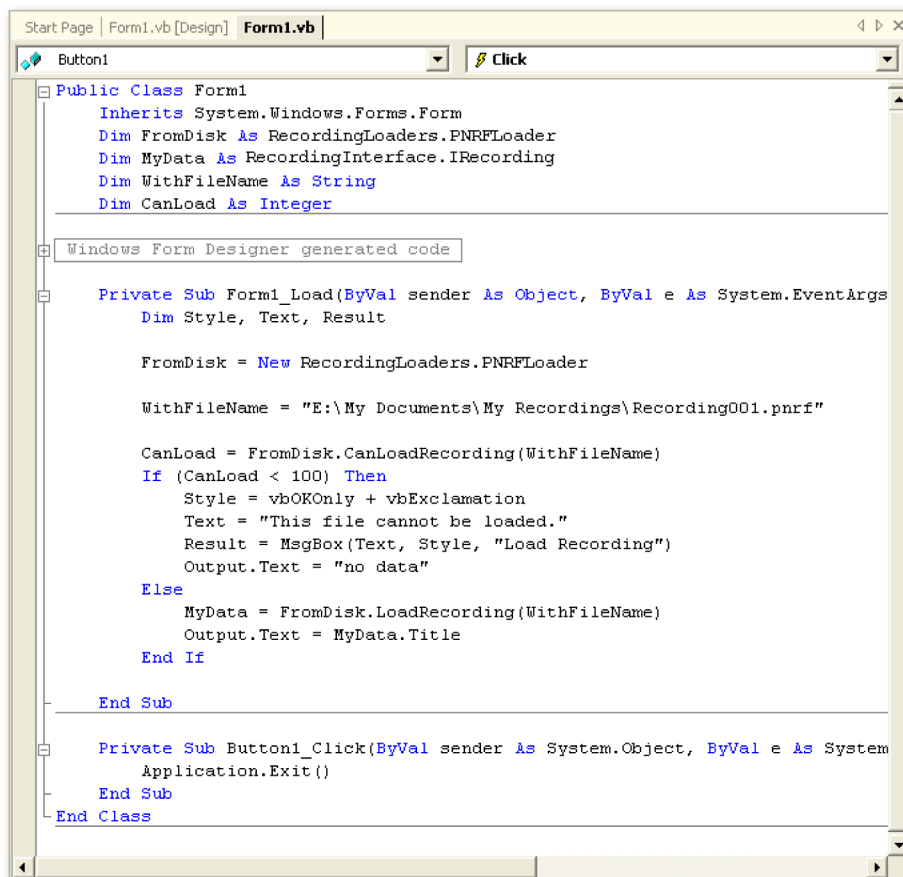 Start Page Form1.vb [Design] Form1.vb
Button1 Click
Public Class Form1
Inherits System.Windows.Forms.Form
Dim FromDisk As RecordingLoaders.PNRFLoader
Dim MyData As RecordingInterface.IRecording
Dim WithFileName As String
Dim CanLoad As Integer
Windows Form Designer generated code
Private Sub Form1_Load(ByVal sender As Object, ByVal e As System.EventArgs
Dim Style, Text, Result
FromDisk = New RecordingLoaders.PNRFLoader
WithFileName = "E:\My Documents\My Recordings\Recording001.pnrf"
CanLoad = FromDisk.CanLoadRecording(WithFileName)
If (CanLoad < 100) Then
Style = vbOKOnly + vbExclamation
Text = "This file cannot be loaded."
Result = MsgBox(Text, Style, "Load Recording")
Output.Text = "no data"
Else
MyData = FromDisk.LoadRecording(WithFileName)
Output.Text = MyData.Title
End If
End Sub
Private Sub Button1_Click(ByVal sender As System.Object, ByVal e As System
Application.Exit()
End Sub
End Class